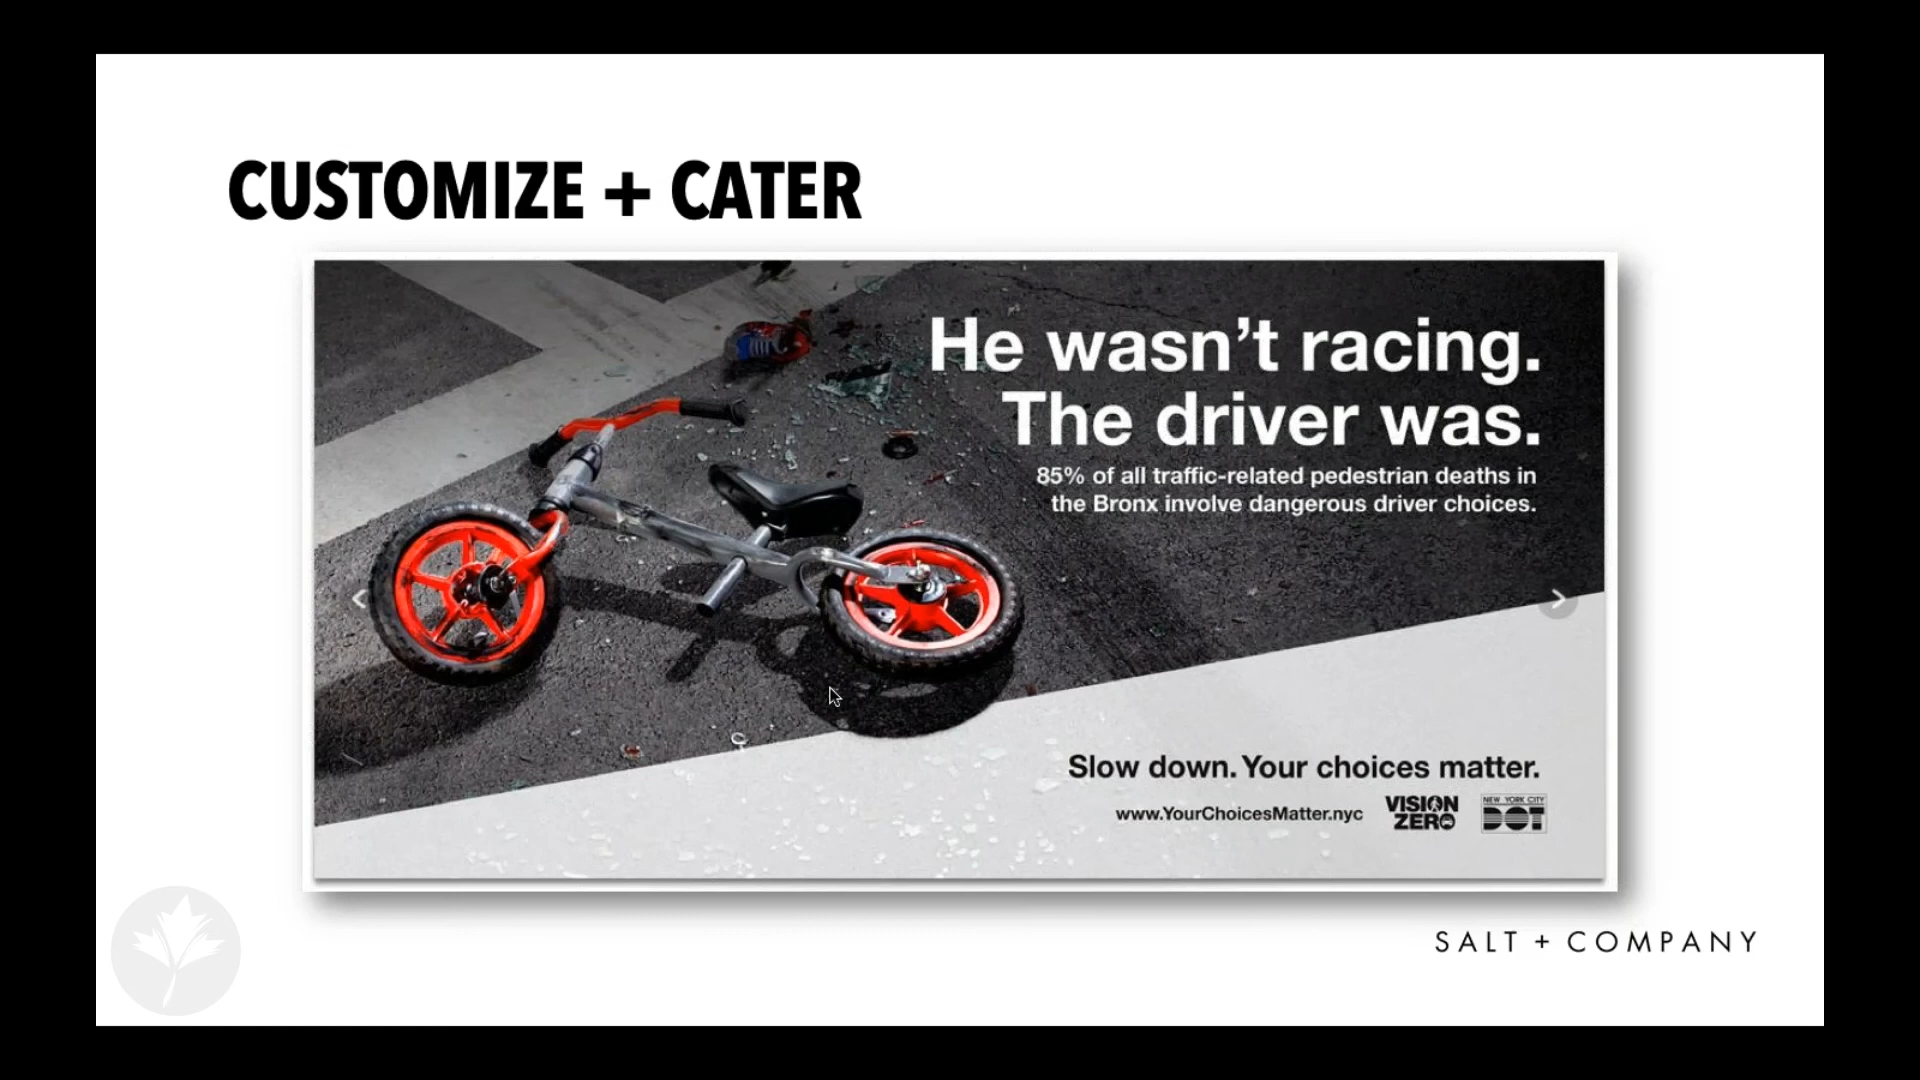 CUSTOMIZE + CATER
He wasn’t racing.
The driver was.
85% of all traffic-related pedestrian deaths in
the Bronx involve dangerous driver choices.
Slow down. Your choices matter.
www.YourChoicesMatter.nyc
VISION
ZERO
NEW YORK CITY
DOT
SALT + COMPANY